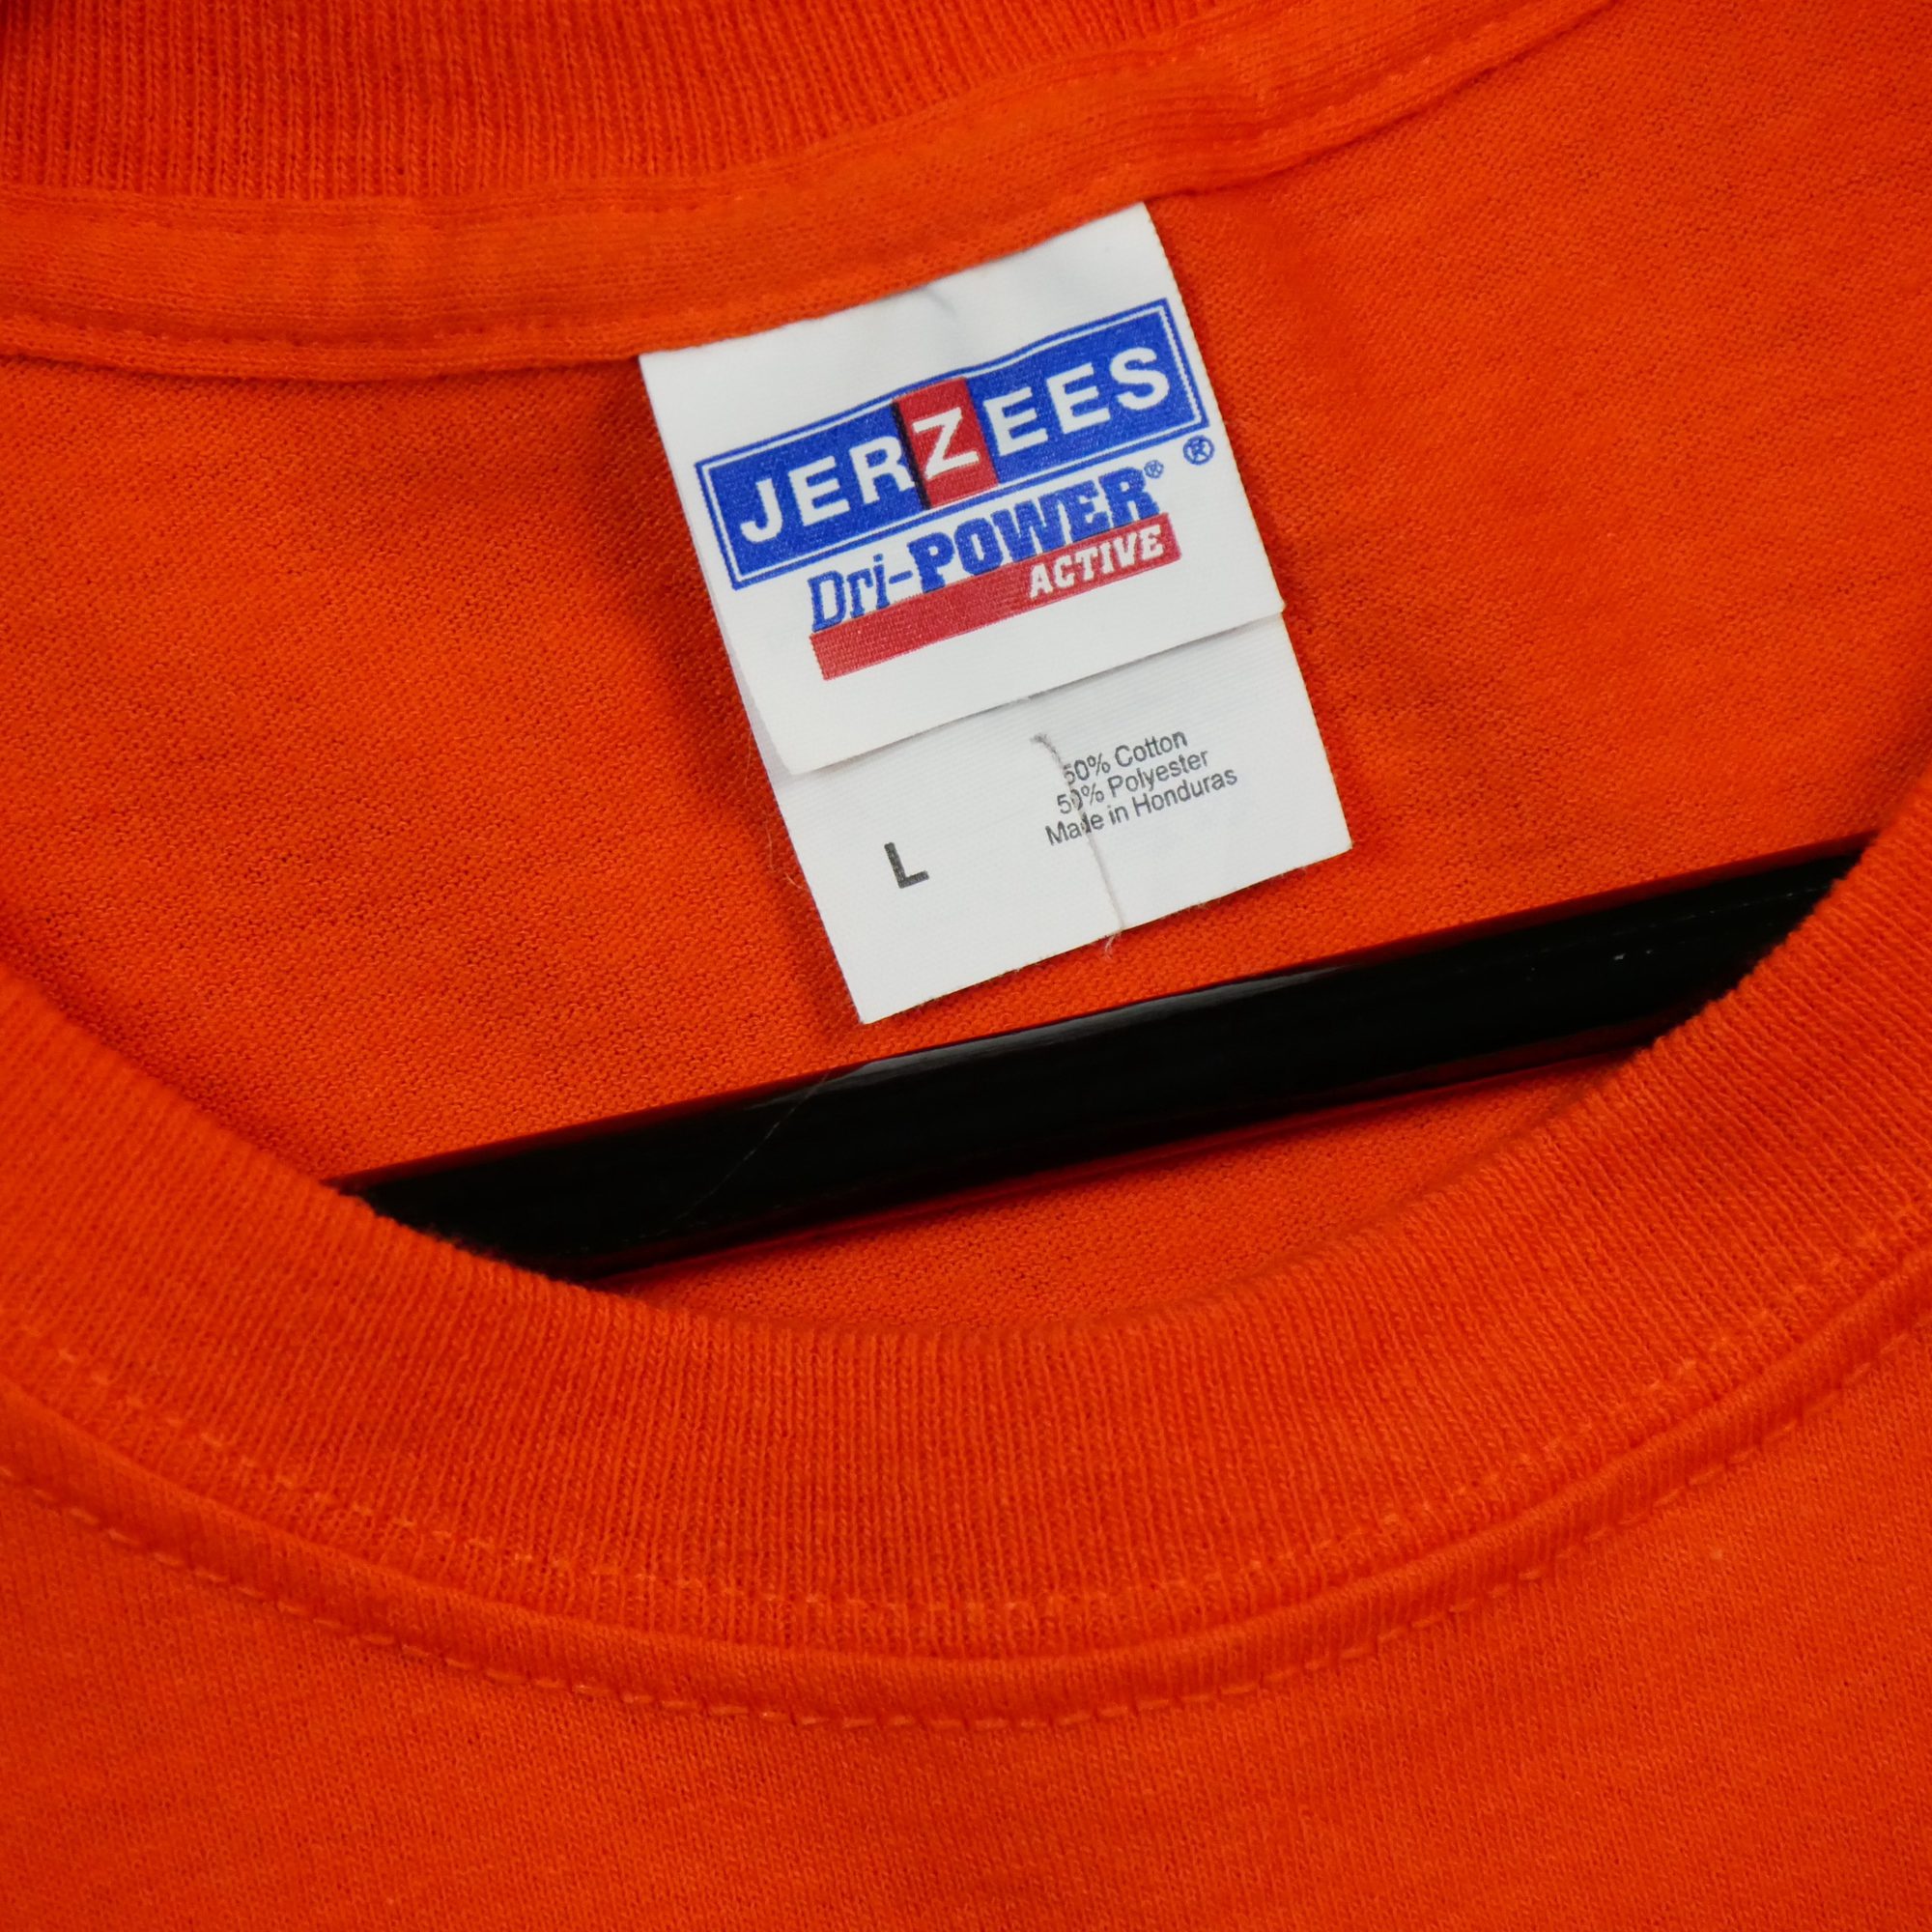 JERZEES
®
Dri-POWER®
ACTIVE
50% Cotton
50% Polyester
Made in Honduras
L